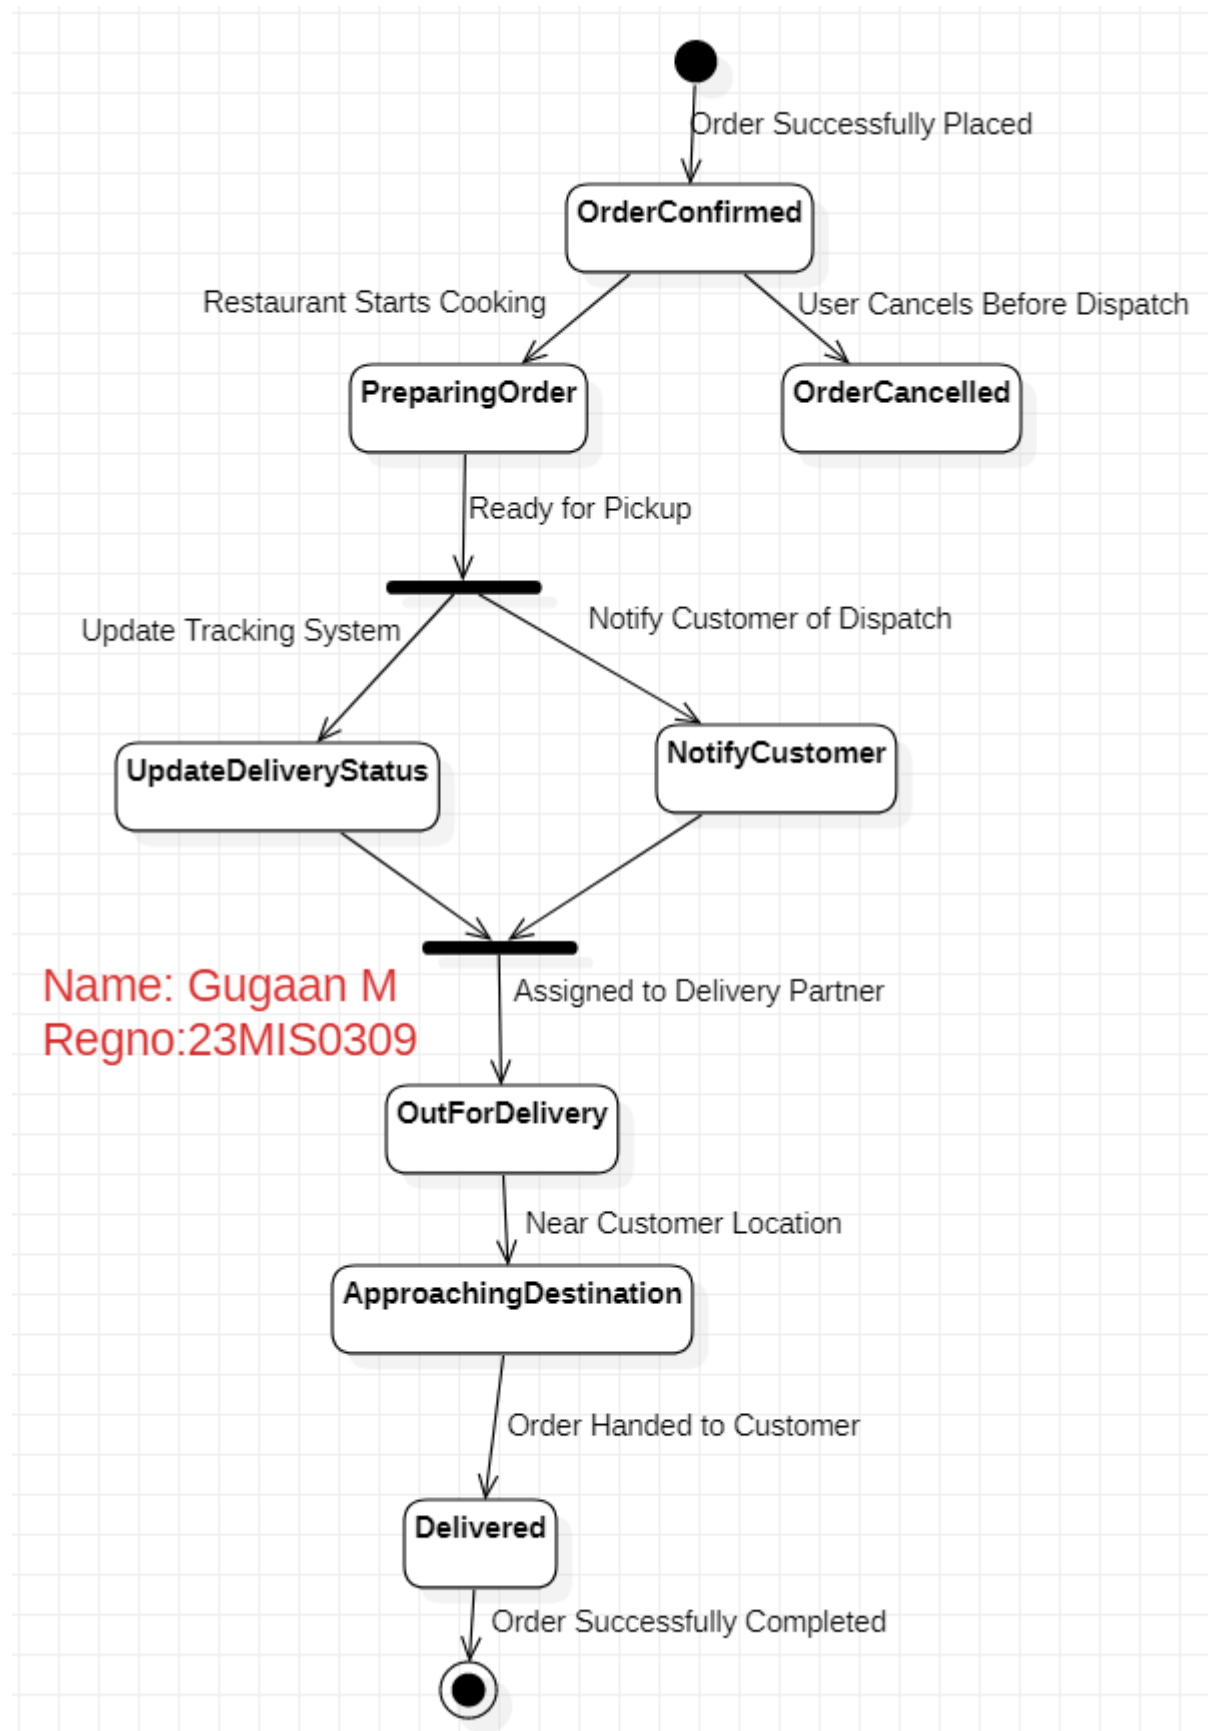 Order Successfully Placed
OrderConfirmed
Restaurant Starts Cooking
User Cancels Before Dispatch
PreparingOrder
OrderCancelled
Ready for Pickup
Update Tracking System
Notify Customer of Dispatch
UpdateDeliveryStatus
NotifyCustomer
Name: Gugaan M
Regno:23MIS0309
Assigned to Delivery Partner
OutForDelivery
Near Customer Location
ApproachingDestination
Order Handed to Customer
Delivered
Order Successfully Completed